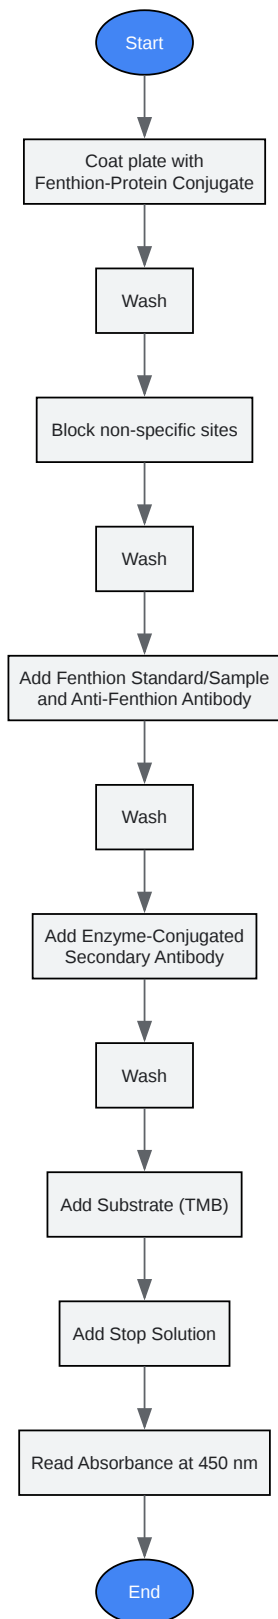 Start
Coat plate with
Fenthion-Protein Conjugate
Wash
Block non-specific sites
Wash
Add Fenthion Standard/Sample
and Anti-Fenthion Antibody
Wash
Add Enzyme-Conjugated
Secondary Antibody
Wash
Add Substrate (TMB)
Add Stop Solution
Read Absorbance at 450 nm
End